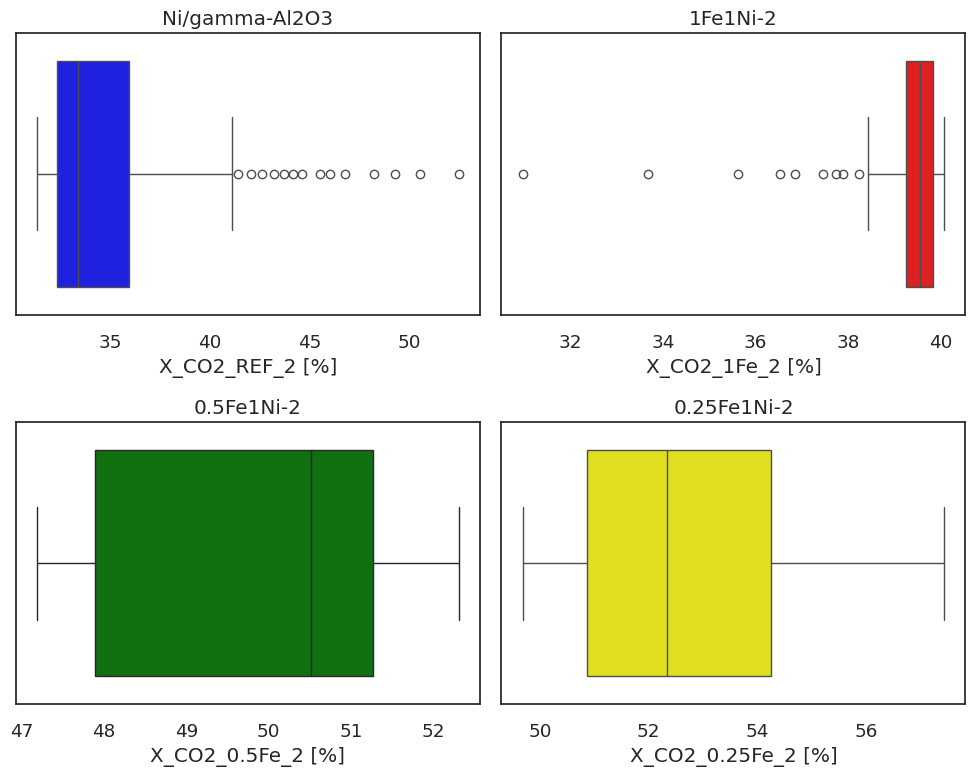 Ni/gamma-Al2O3
1Fe1Ni-2
35 40 45 50
32 34 36 38 40
X_CO2_REF_2 [%]
X_CO2_1Fe_2 [%]
0.5Fe1Ni-2
0.25Fe1Ni-2
47 48 49 50 51 52
50 52 54 56
X_CO2_0.5Fe_2 [%]
X_CO2_0.25Fe_2 [%]